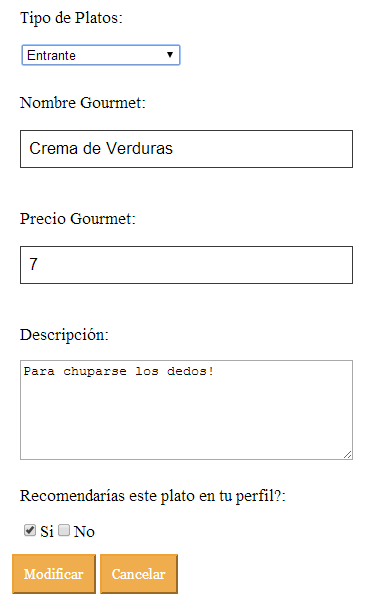 Tipo de Platos:
Entrante
Nombre Gourmet:
Crema de Verduras
Precio Gourmet:
7
Descripción:
Para chuparse los dedos!
Recomendarías este plato en tu perfil?:
Si No
Modificar Cancelar